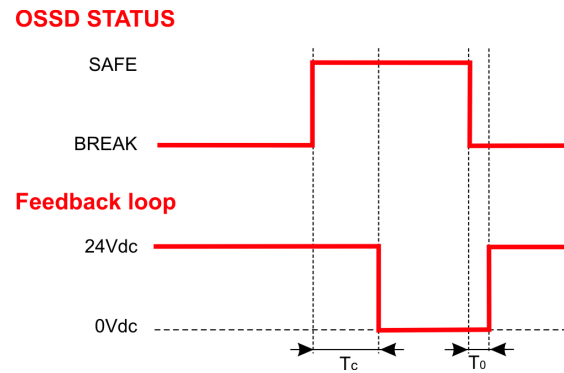 OSSD STATUS
SAFE
BREAK
Feedback loop
24Vdc
0Vdc
Tc
T0